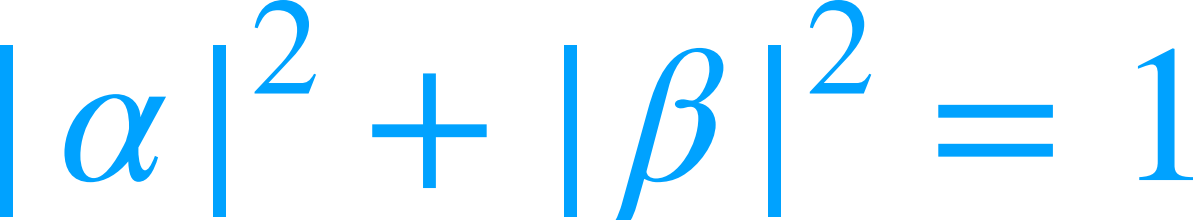 |α|² + |β|² = 1